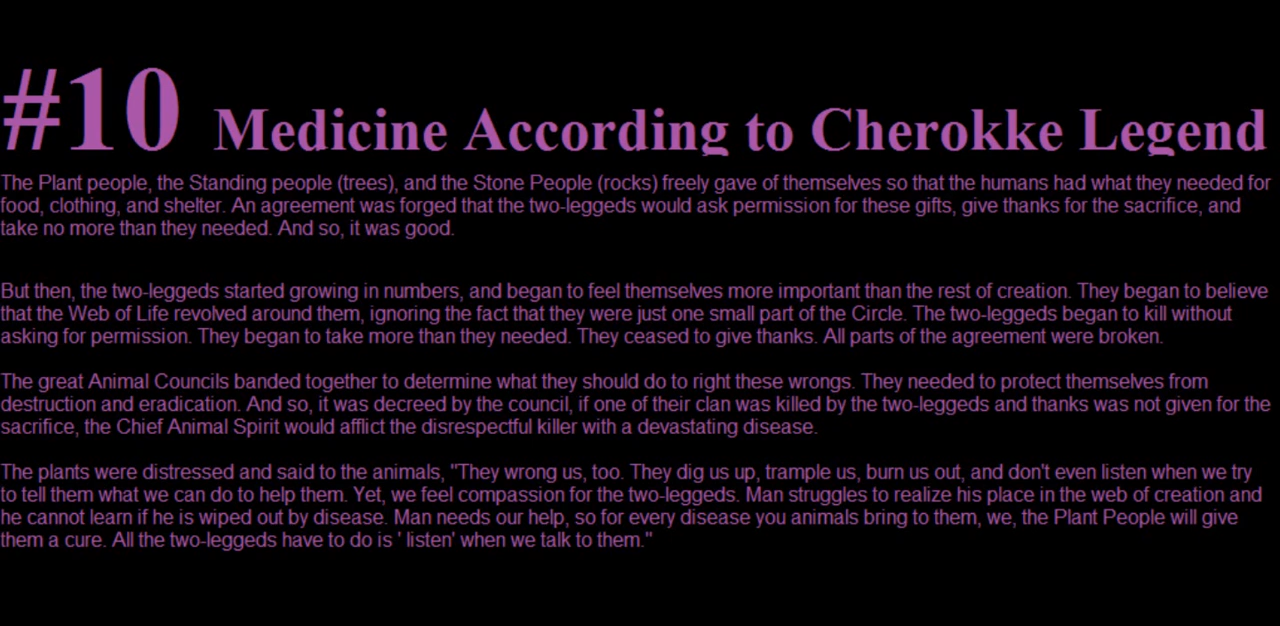 #10 Medicine According to Cherokke Legend
The Plant people, the Standing people (trees), and the Stone People (rocks) freely gave of themselves so that the humans had what they needed for
food, clothing, and shelter. An agreement was forged that the two-leggeds would ask permission for these gifts, give thanks for the sacrifice, and
take no more than they needed. And so, it was good.
But then, the two-leggeds started growing in numbers, and began to feel themselves more important than the rest of creation. They began to believe
that the Web of Life revolved around them, ignoring the fact that they were just one small part of the Circle. The two-leggeds began to kill without
asking for permission. They began to take more than they needed. They ceased to give thanks. All parts of the agreement were broken.
The great Animal Councils banded together to determine what they should do to right these wrongs. They needed to protect themselves from
destruction and eradication. And so, it was decreed by the council, if one of their clan was killed by the two-leggeds and thanks was not given for the
sacrifice, the Chief Animal Spirit would afflict the disrespectful killer with a devastating disease.
The plants were distressed and said to the animals, "They wrong us, too. They dig us up, trample us, burn us out, and don't even listen when we try
to tell them what we can do to help them. Yet, we feel compassion for the two-leggeds. Man struggles to realize his place in the web of creation and
he cannot learn if he is wiped out by disease. Man needs our help, so for every disease you animals bring to them, we, the Plant People will give
them a cure. All the two-leggeds have to do is ' listen' when we talk to them."